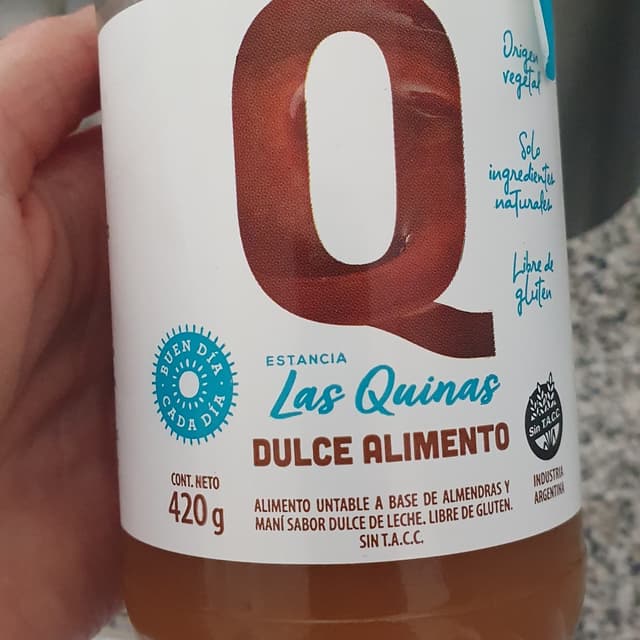 Q
Origen
vegetal
Solo
ingredientes
naturales
Libre de
gluten
BUEN DÍA
CADA DÍA
ESTANCIA
Las Quinas
DULCE ALIMENTO
Sin T.A.C.C.
INDUSTRIA
ARGENTINA
CONT. NETO
420 g
ALIMENTO UNTABLE A BASE DE ALMENDRAS Y
MANÍ SABOR DULCE DE LECHE. LIBRE DE GLUTEN.
SIN T.A.C.C.